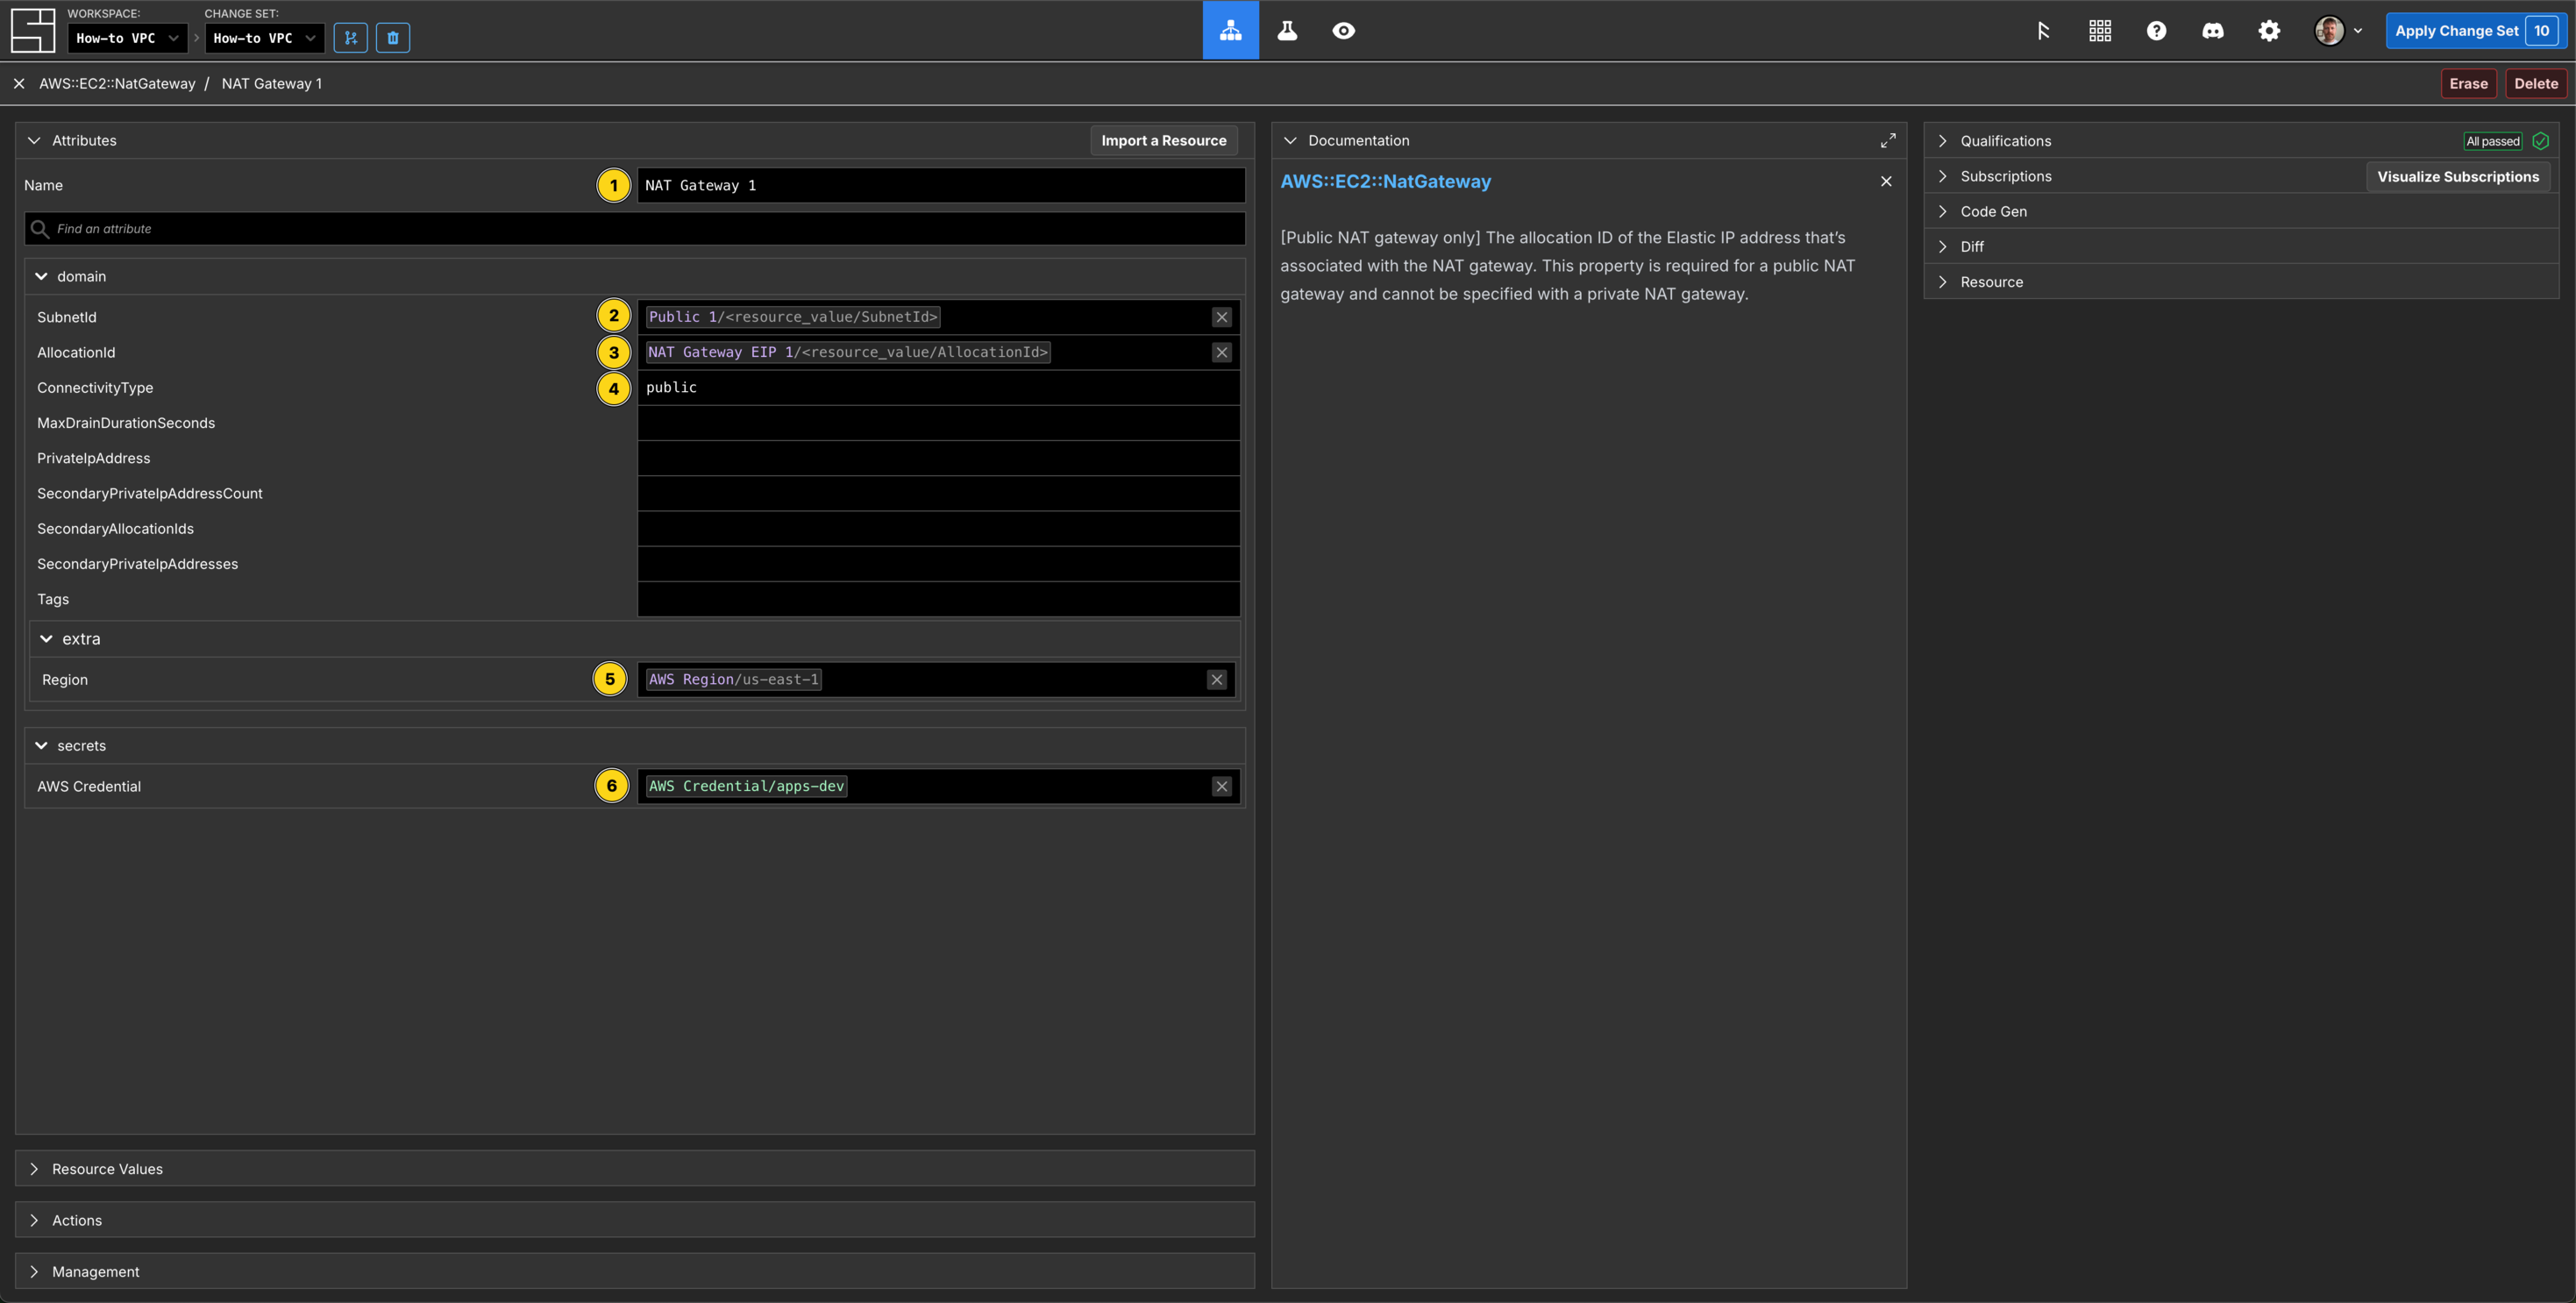 WORKSPACE:
How-to VPC
CHANGE SET:
How-to VPC
Apply Change Set 10
AWS::EC2::NatGateway / NAT Gateway 1
Erase
Delete
Attributes
Import a Resource
Name
1
NAT Gateway 1
Find an attribute
domain
SubnetId
2
Public 1/<resource_value/SubnetId>
AllocationId
3
NAT Gateway EIP 1/<resource_value/AllocationId>
ConnectivityType
4
public
MaxDrainDurationSeconds
PrivateIpAddress
SecondaryPrivateIpAddressCount
SecondaryAllocationIds
SecondaryPrivateIpAddresses
Tags
extra
Region
5
AWS Region/us-east-1
secrets
AWS Credential
6
AWS Credential/apps-dev
Resource Values
Actions
Management
Documentation
AWS::EC2::NatGateway
[Public NAT gateway only] The allocation ID of the Elastic IP address that’s
associated with the NAT gateway. This property is required for a public NAT
gateway and cannot be specified with a private NAT gateway.
Qualifications
All passed
Subscriptions
Visualize Subscriptions
Code Gen
Diff
Resource